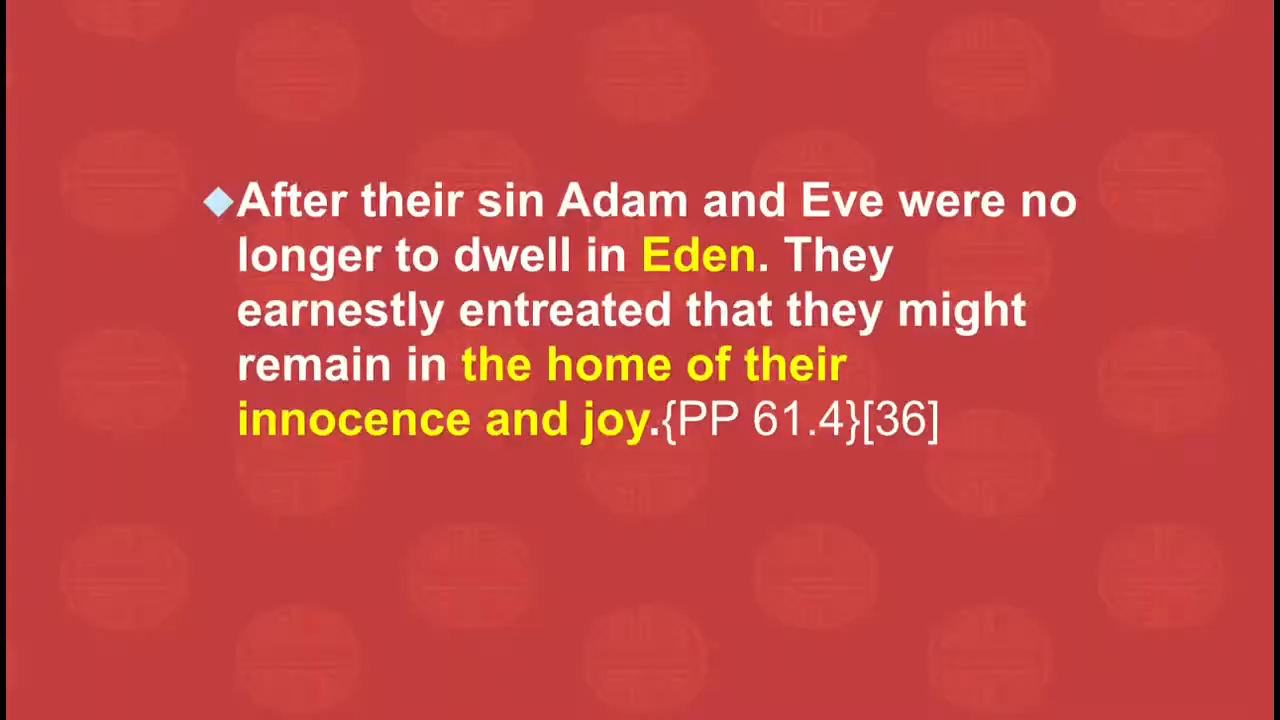 ◆After their sin Adam and Eve were no
longer to dwell in Eden. They
earnestly entreated that they might
remain in the home of their
innocence and joy.{PP 61.4}[36]